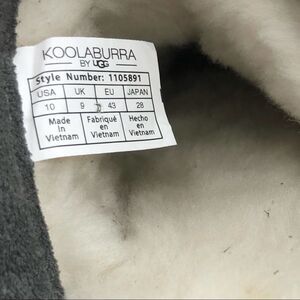 KOOLABURRA
BY UGG
Style Number: 1105891
USA UK EU JAPAN
10 9 43 28
Made in Vietnam
Fabriqué en Vietnam
Hecho en Vietnam